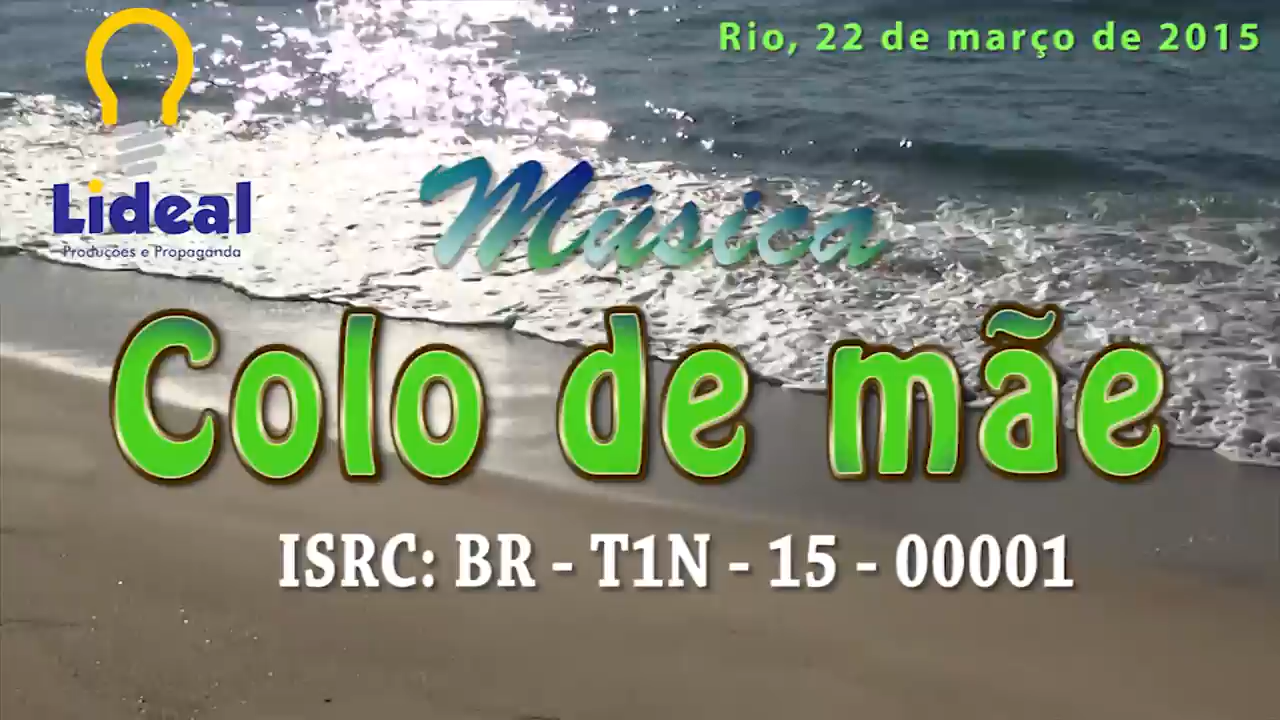 Rio, 22 de março de 2015
Lideal
Produções e Propaganda
Música
Colo de mãe
ISRC: BR - T1N - 15 - 00001